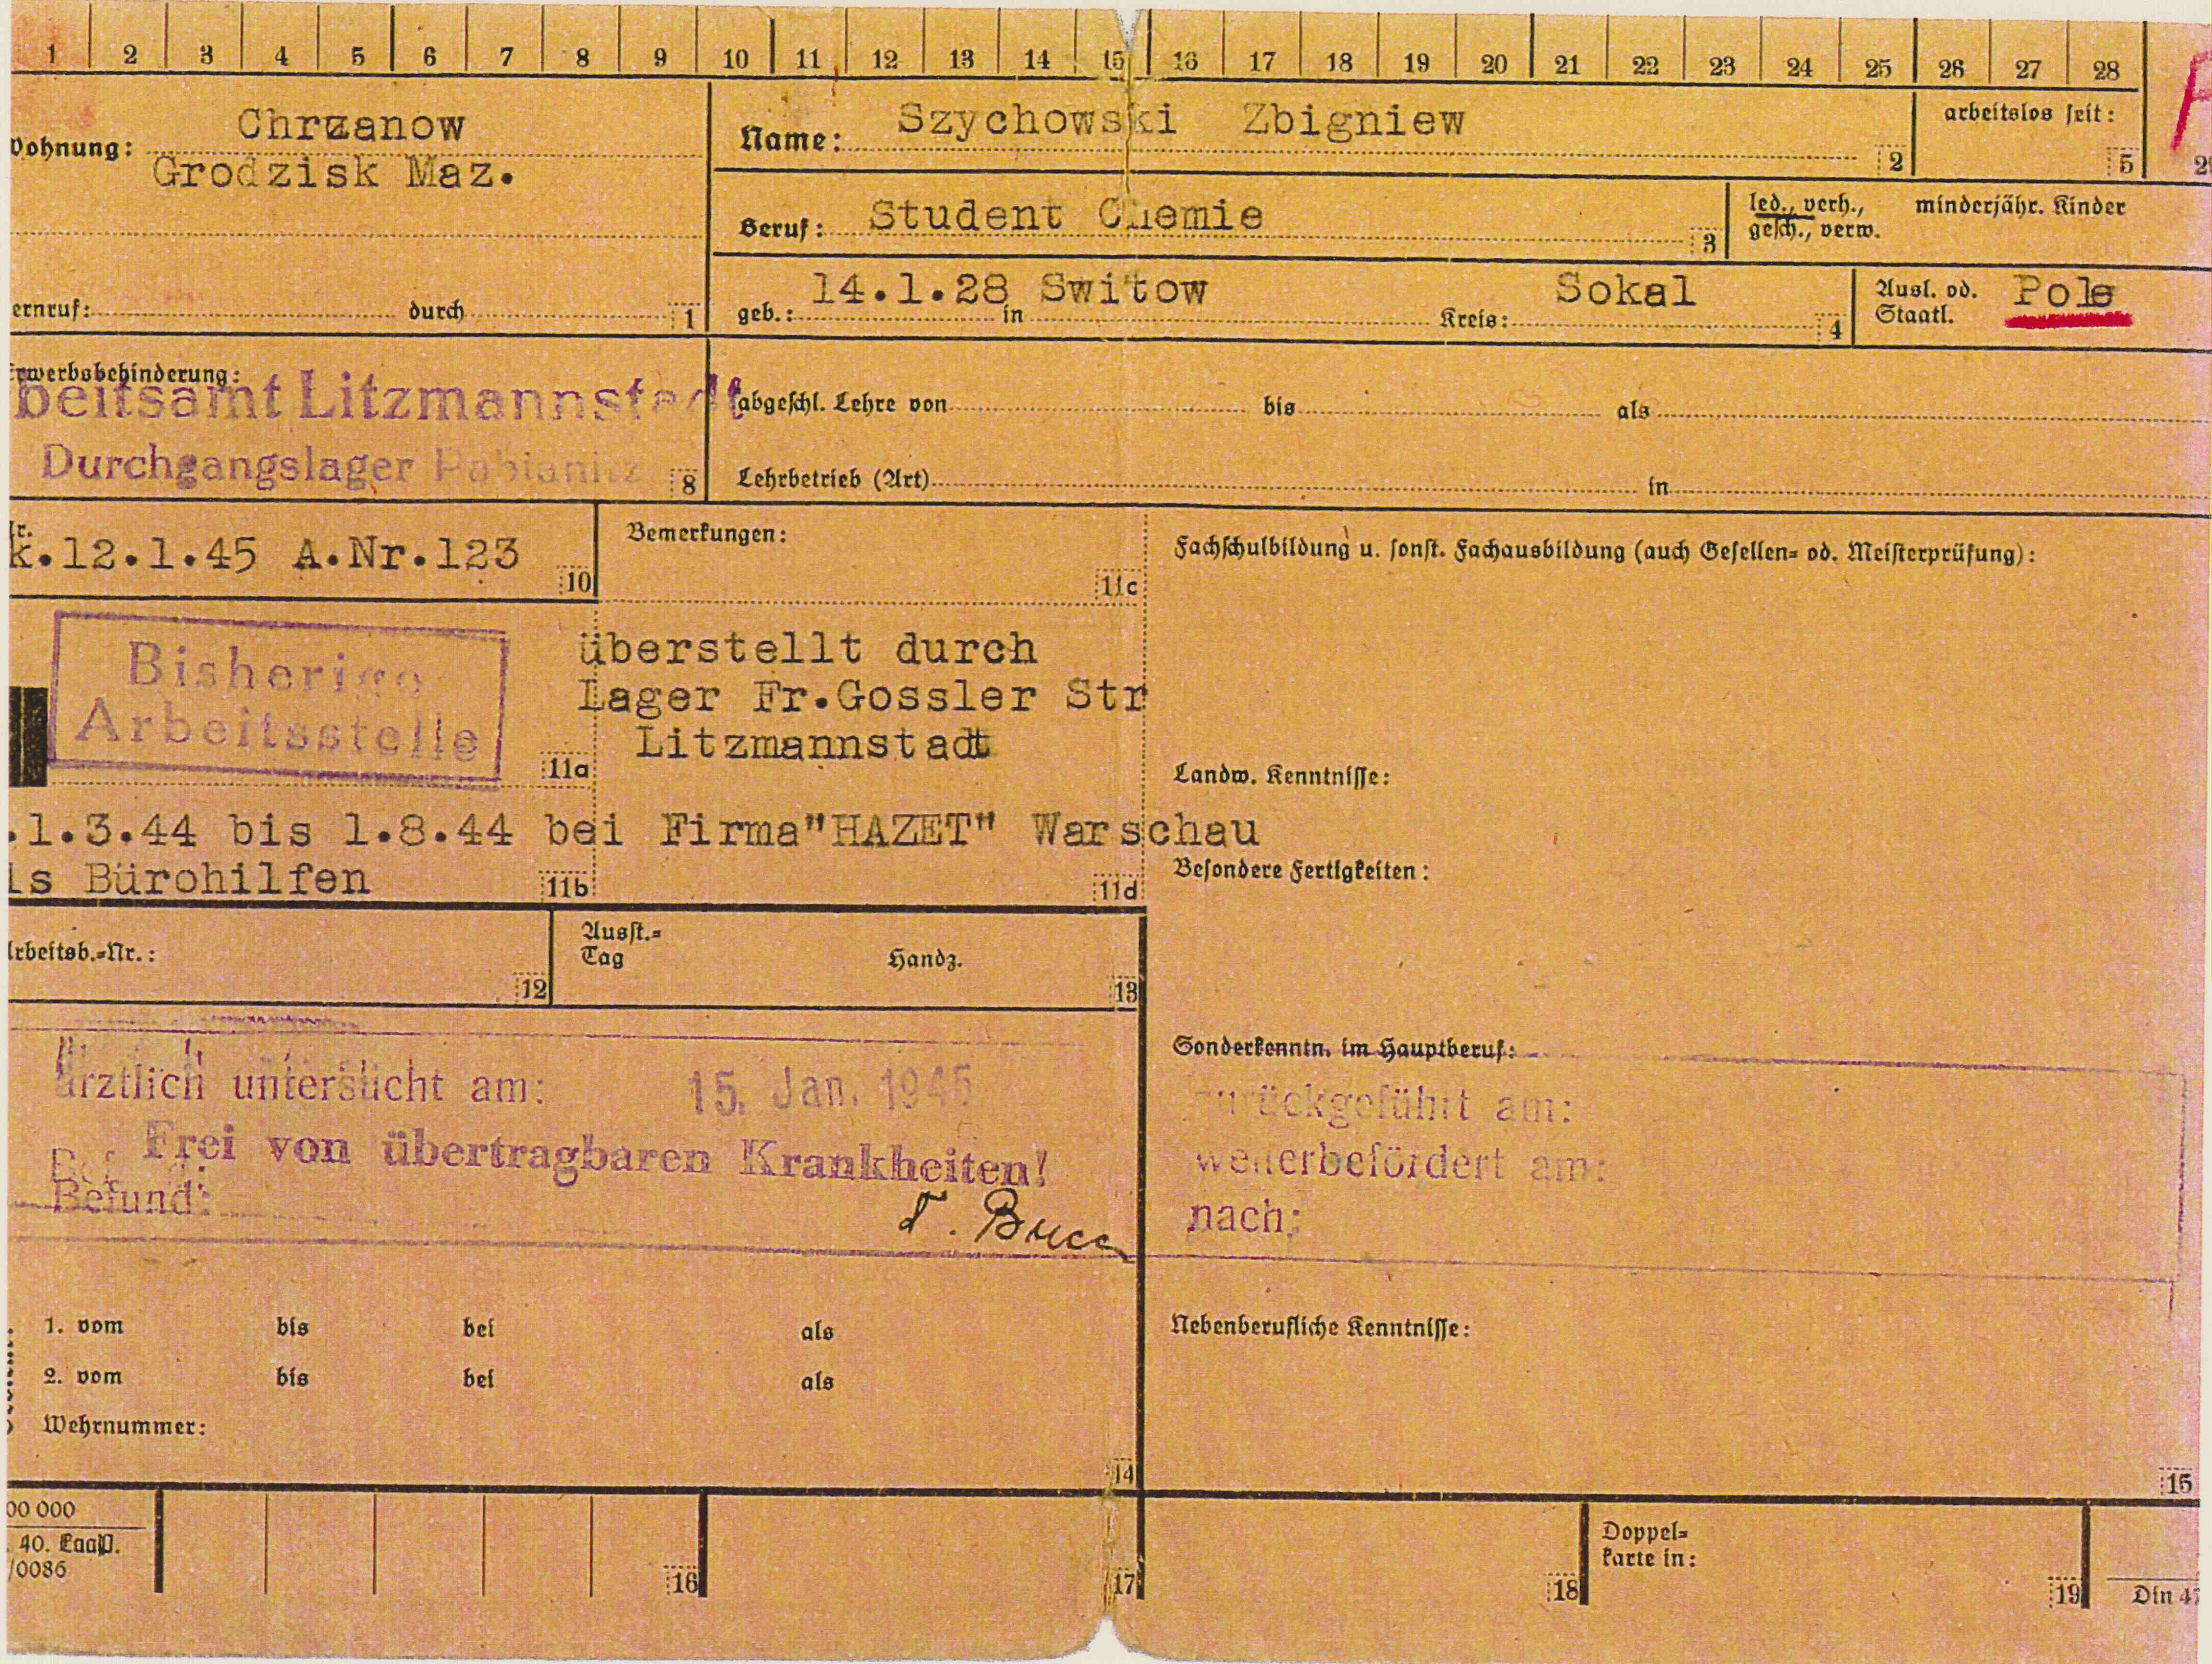 1 2 3 4 5 6 7 8 9 10 11 12 13 14 15 16 17 18 19 20 21 22 23 24 25 26 27 28
Wohnung: Chrzanow
Grodzisk Maz.
ernruf: durch 1
Name: Szychowski Zbigniew 2
arbeitslos seit: 5
Beruf: Student Chemie 3
led., verh., minderjähr. Kinder
gesch., verw.
geb.: 14.1.28 in Switow Kreis: Sokal 4
Ausl. od. Pole
Staatl.
Erwerbsbehinderung:
beitsamt Litzmannstadt
Durchgangslager Pabianitz 8
abgeschl. Lehre von bis als
Lehrbetrieb (Art) in
k.12.1.45 A.Nr.123 10
Bemerkungen: 11c
Fachschulbildung u. sonst. Fachausbildung (auch Gesellen= od. Meisterprüfung):
Bisherige
Arbeitsstelle 11a
überstellt durch
Lager Fr.Gossler Str
Litzmannstadt
Landw. Kenntnisse:
.1.3.44 bis 1.8.44 bei Firma"HAZET" Warschau
ls Bürohilfen 11b 11d
Besondere Fertigkeiten:
Arbeitsb.=Nr.: 12
Ausst.= Handz.
Tag 13
ärztlich untersucht am: 15. Jan. 1945
Frei von übertragbaren Krankheiten!
Befund:
Sonderkenntn. im Hauptberuf:
zurückgeführt am:
weiterbefördert am:
nach:
1. vom bis bei als
2. vom bis bei als
Wehrnummer: 14
Nebenberufliche Kenntnisse: 15
00 000
40.
/0086
16 17 18
Doppel=
karte in: 19
Din 47